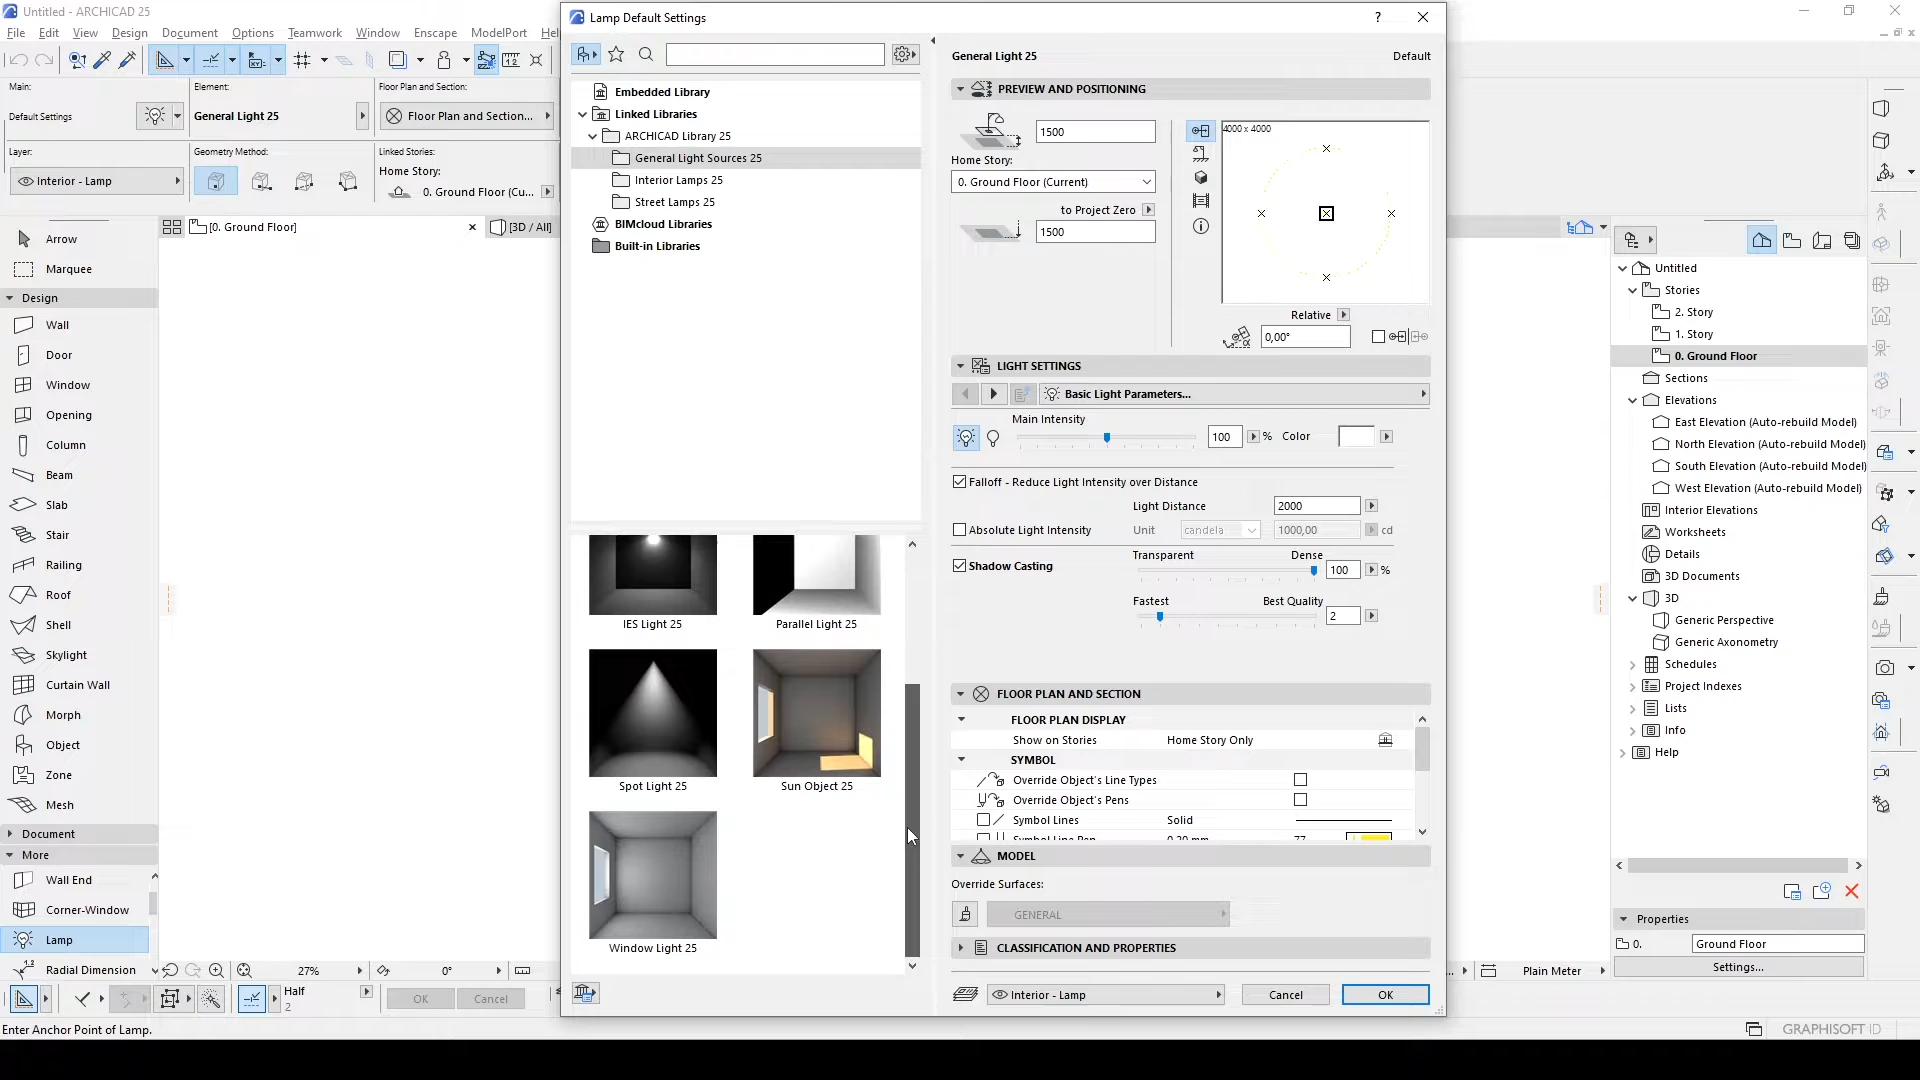 Untitled - ARCHICAD 25
File Edit View Design Document Options Teamwork Window Enscape ModelPort
Main:
Default Settings
Element:
General Light 25
Floor Plan and Section:
Floor Plan and Section...
Layer:
Interior - Lamp
Geometry Method:
Linked Stories:
Home Story:
0. Ground Floor (Cu...
[0. Ground Floor]
[3D / All]
Arrow
Marquee
Design
Wall
Door
Window
Opening
Column
Beam
Slab
Stair
Railing
Roof
Shell
Skylight
Curtain Wall
Morph
Object
Zone
Mesh
Document
More
Wall End
Corner-Window
Lamp
Radial Dimension
27%
0°
Half
2
OK
Cancel
Enter Anchor Point of Lamp.
Lamp Default Settings
?
Embedded Library
Linked Libraries
ARCHICAD Library 25
General Light Sources 25
Interior Lamps 25
Street Lamps 25
BIMcloud Libraries
Built-in Libraries
IES Light 25
Parallel Light 25
Spot Light 25
Sun Object 25
Window Light 25
General Light 25
Default
PREVIEW AND POSITIONING
1500
Home Story:
0. Ground Floor (Current)
to Project Zero
1500
4000 x 4000
Relative
0,00°
LIGHT SETTINGS
Basic Light Parameters...
Main Intensity
100
%
Color
Falloff - Reduce Light Intensity over Distance
Light Distance
2000
Absolute Light Intensity
Unit
candela
1000,00
cd
Transparent
Dense
Shadow Casting
100
%
Fastest
Best Quality
2
FLOOR PLAN AND SECTION
FLOOR PLAN DISPLAY
Show on Stories
Home Story Only
SYMBOL
Override Object's Line Types
Override Object's Pens
Symbol Lines
Solid
Symbol Line Pen
0.20 mm
77
MODEL
Override Surfaces:
GENERAL
CLASSIFICATION AND PROPERTIES
Interior - Lamp
Cancel
OK
Untitled
Stories
2. Story
1. Story
0. Ground Floor
Sections
Elevations
East Elevation (Auto-rebuild Model)
North Elevation (Auto-rebuild Model)
South Elevation (Auto-rebuild Model)
West Elevation (Auto-rebuild Model)
Interior Elevations
Worksheets
Details
3D Documents
3D
Generic Perspective
Generic Axonometry
Schedules
Project Indexes
Lists
Info
Help
Properties
0.
Ground Floor
Settings...
Plain Meter
GRAPHISOFT ID